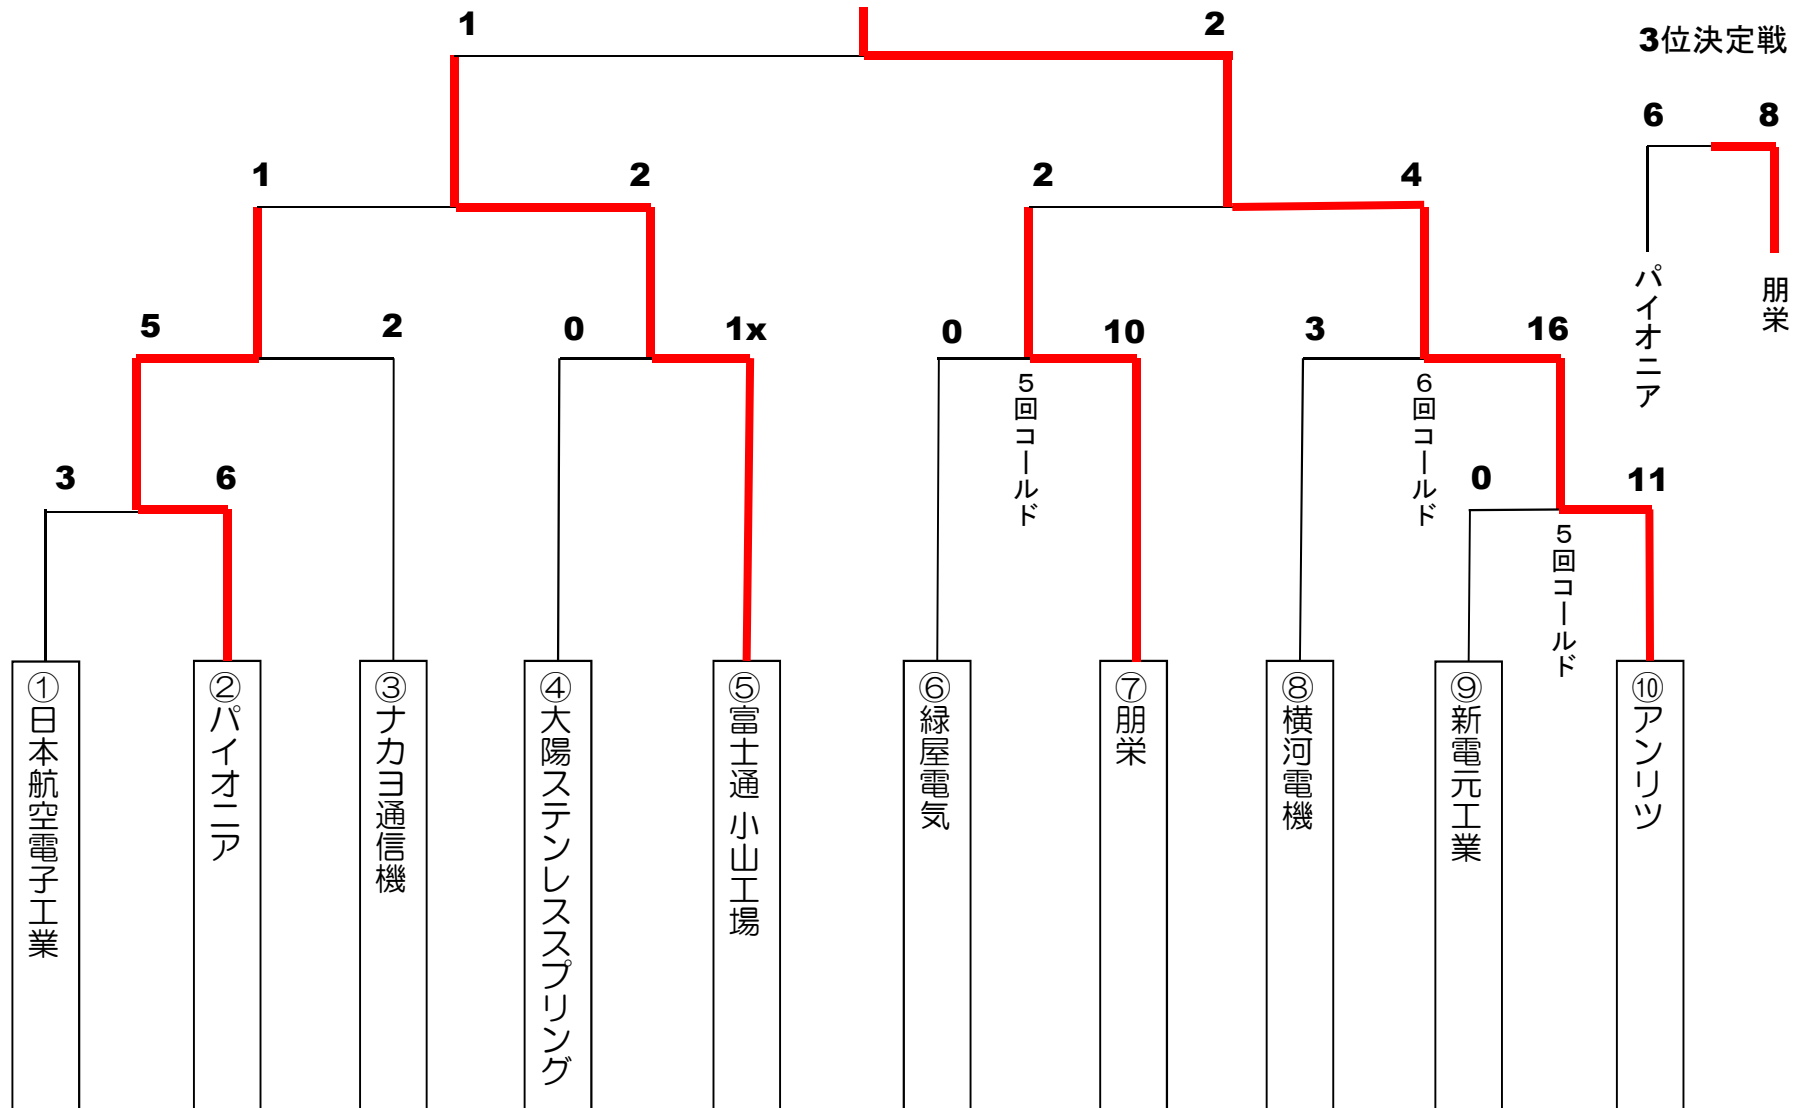 1
2
3位決定戦
6
8
1
2
2
4
パイオニア
朋栄
5
2
0
1x
0
10
3
16
5回コールド
6回コールド
3
6
0
11
5回コールド
①日本航空電子工業
②パイオニア
③ナカヨ通信機
④大陽ステンレススプリング
⑤富士通 小山工場
⑥緑屋電気
⑦朋栄
⑧横河電機
⑨新電元工業
⑩アンリツ